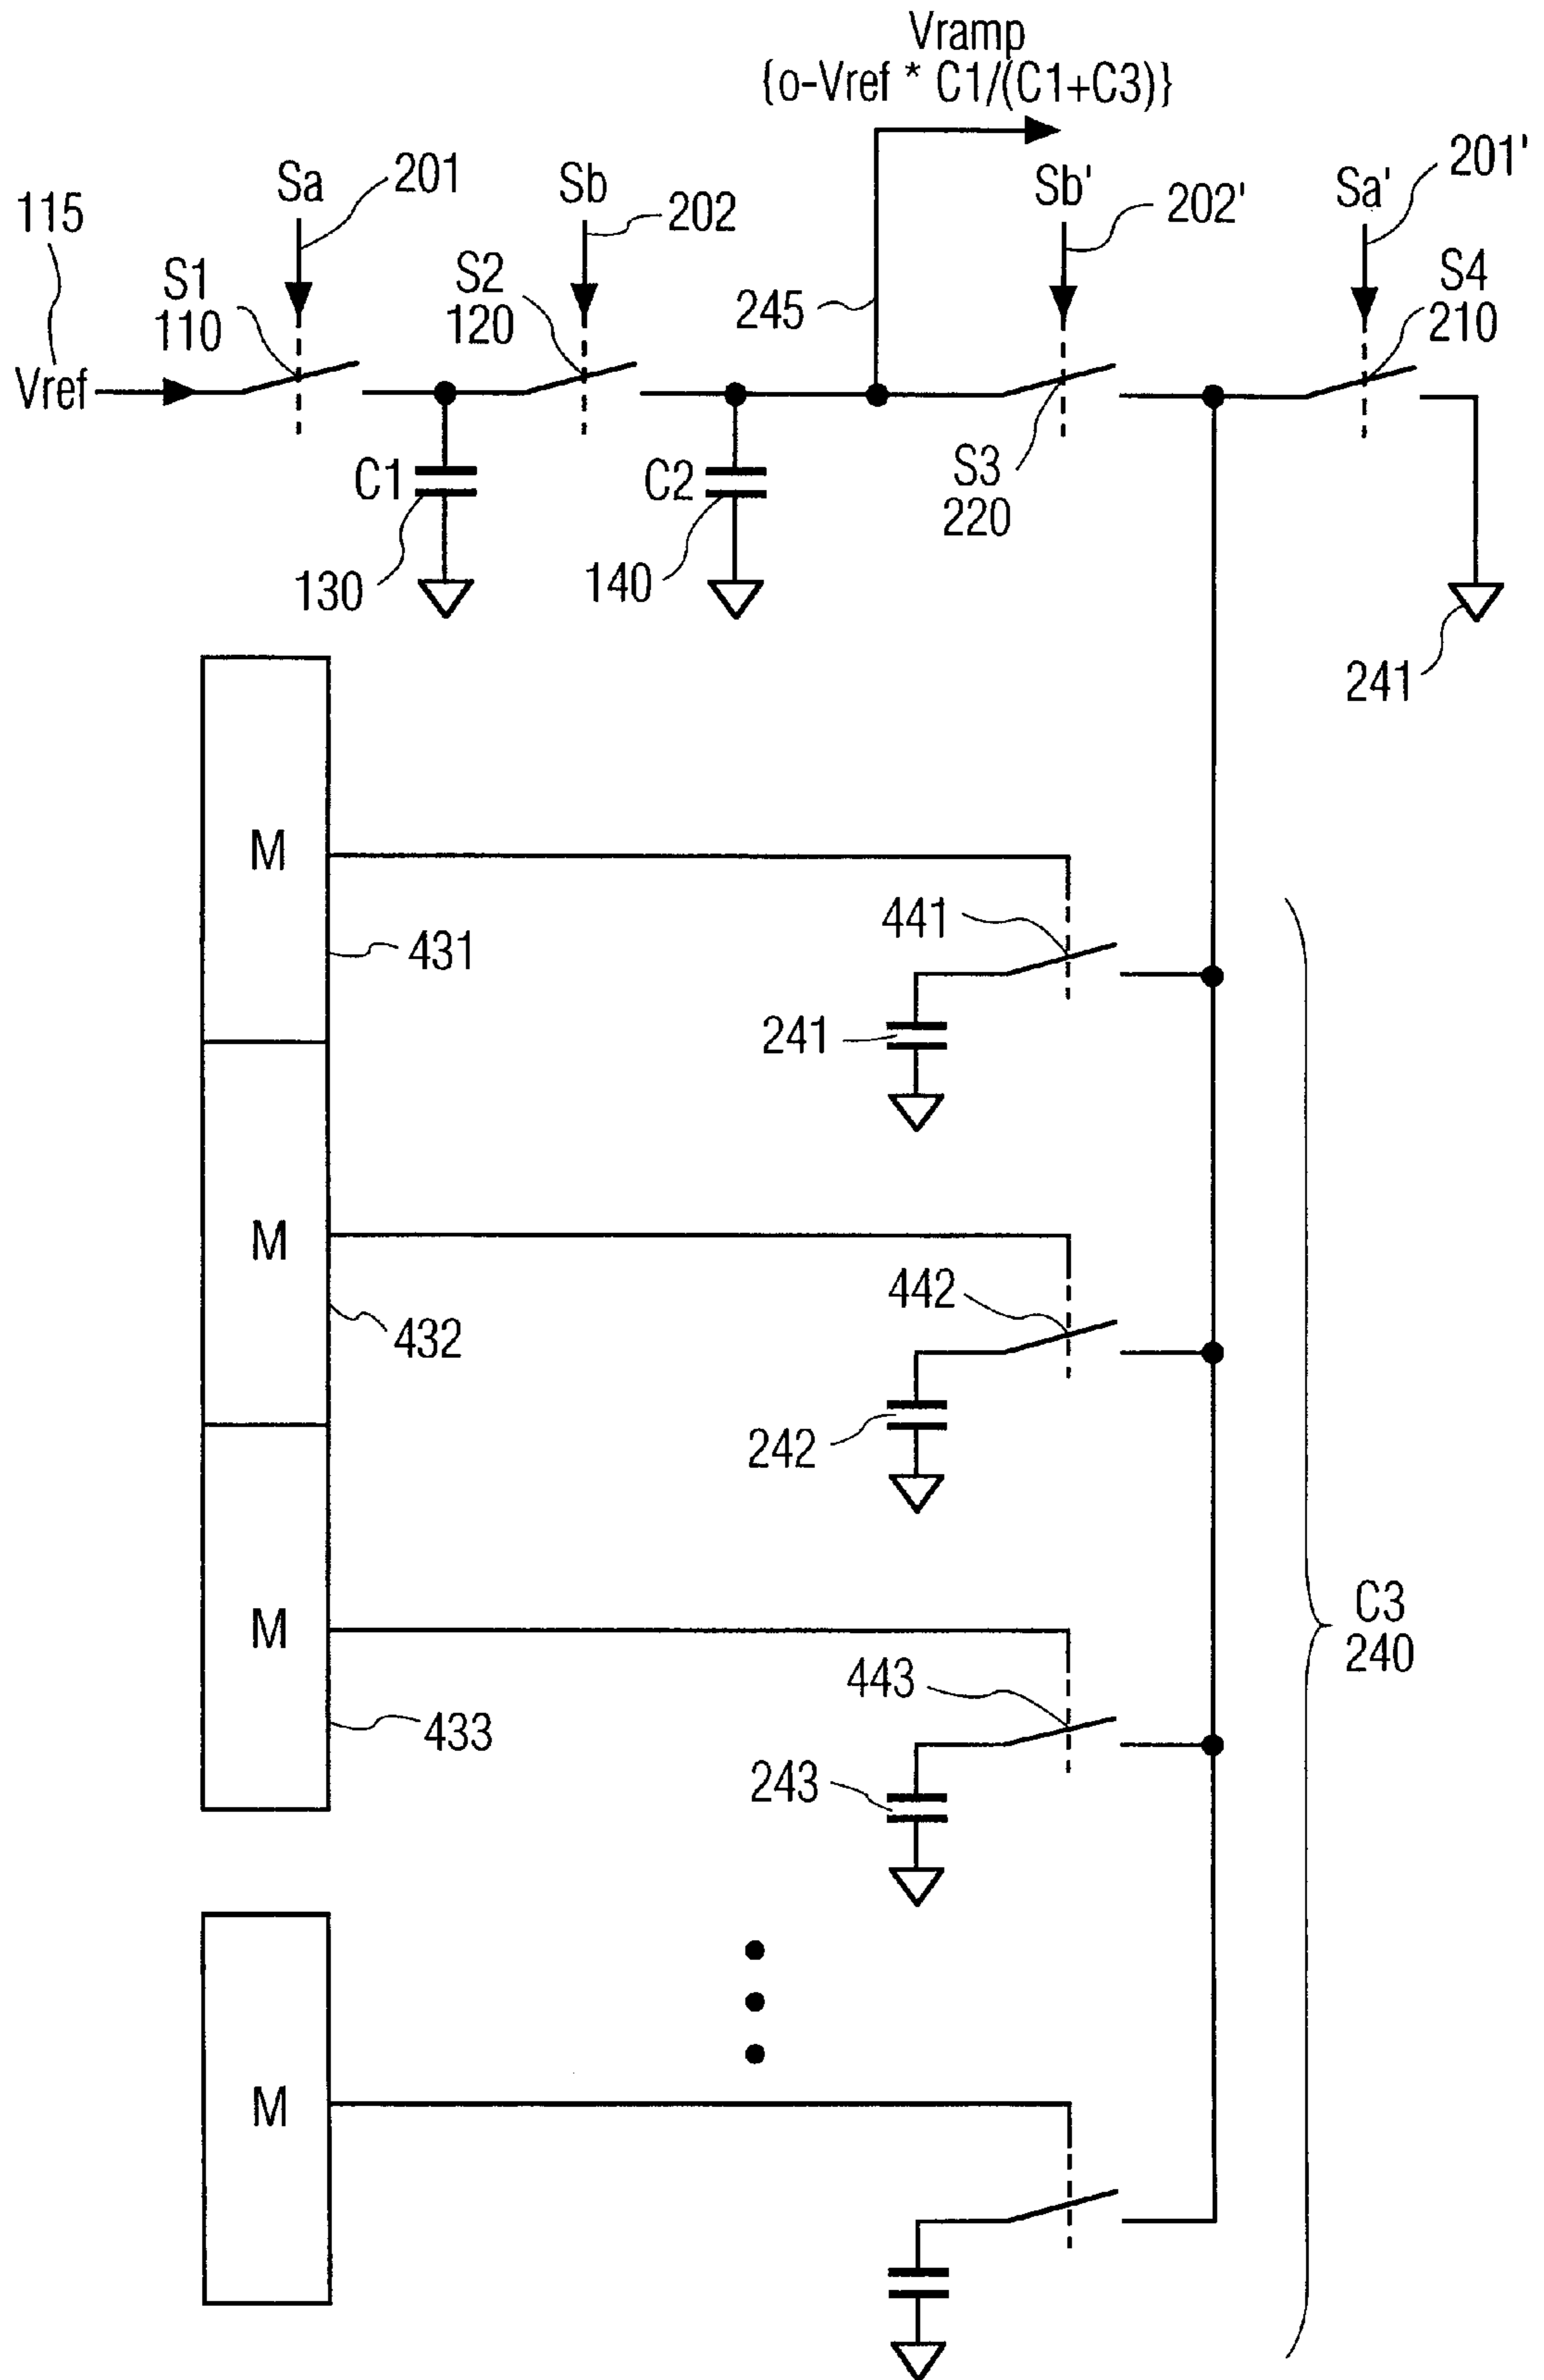 Vramp
{o-Vref * C1/(C1+C3)}
Sa
201
Sb
202
Sb'
202'
Sa'
201'
115
S1
110
S2
120
245
S4
210
Vref
C1
C2
S3
220
130
140
241
M
441
431
241
M
442
432
242
M
C3
240
443
433
243
M